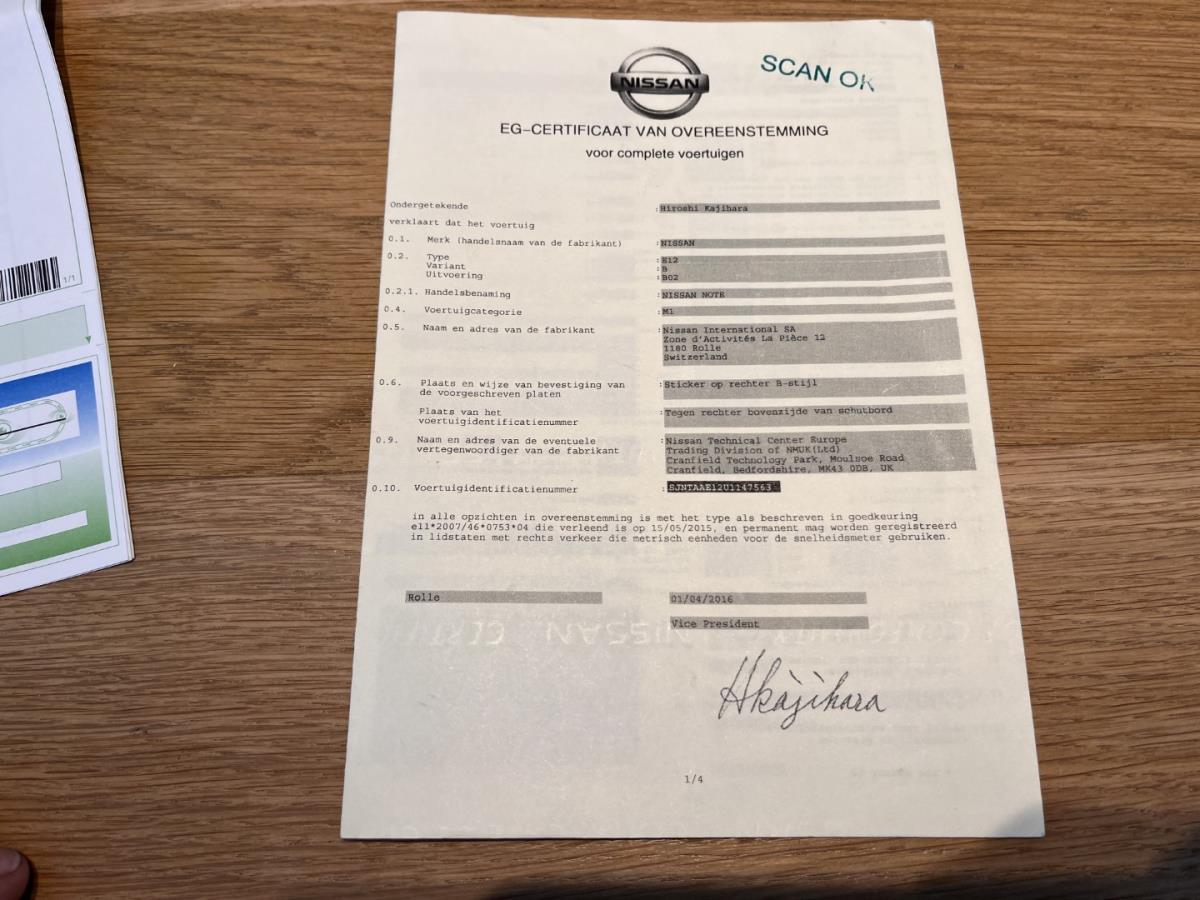 NISSAN
SCAN OK
EG-CERTIFICAAT VAN OVEREENSTEMMING
voor complete voertuigen
Ondergetekende :Hiroshi Kajihara
verklaart dat het voertuig
0.1. Merk (handelsnaam van de fabrikant) :NISSAN
0.2. Type :E12
Variant :B
Uitvoering :B02
0.2.1. Handelsbenaming :NISSAN NOTE
0.4. Voertuigcategorie :M1
0.5. Naam en adres van de fabrikant :Nissan International SA
Zone d'Activités La Pièce 12
1180 Rolle
Switzerland
0.6. Plaats en wijze van bevestiging van :Sticker op rechter B-stijl
de voorgeschreven platen
Plaats van het :Tegen rechter bovenzijde van schutbord
voertuigidentificatienummer
0.9. Naam en adres van de eventuele :Nissan Technical Center Europe
vertegenwoordiger van de fabrikant Trading Division of NMUK(Ltd)
Cranfield Technology Park, Moulsoe Road
Cranfield, Bedfordshire, MK43 0DB, UK
0.10. Voertuigidentificatienummer :SJNTAAE12U1147563
in alle opzichten in overeenstemming is met het type als beschreven in goedkeuring
e11*2007/46*0753*04 die verleend is op 15/05/2015, en permanent mag worden geregistreerd
in lidstaten met rechts verkeer die metrisch eenheden voor de snelheidsmeter gebruiken.
Rolle 01/04/2016
Vice President
HKajihara
1/4
1/1